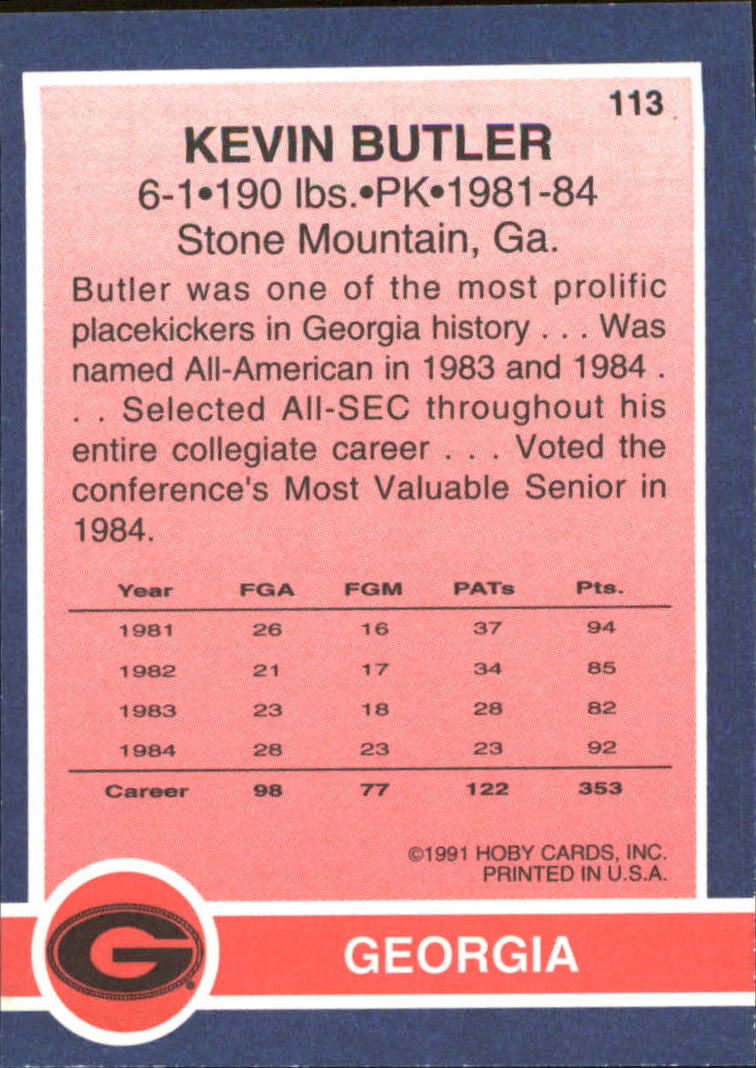 113
KEVIN BUTLER
6-1•190 lbs.•PK•1981-84
Stone Mountain, Ga.
Butler was one of the most prolific
placekickers in Georgia history . . . Was
named All-American in 1983 and 1984 .
. . Selected All-SEC throughout his
entire collegiate career . . . Voted the
conference's Most Valuable Senior in
1984.
Year FGA FGM PATs Pts.
1981 26 16 37 94
1982 21 17 34 85
1983 23 18 28 82
1984 28 23 23 92
Career 98 77 122 353
©1991 HOBY CARDS, INC.
PRINTED IN U.S.A.
G ®
GEORGIA